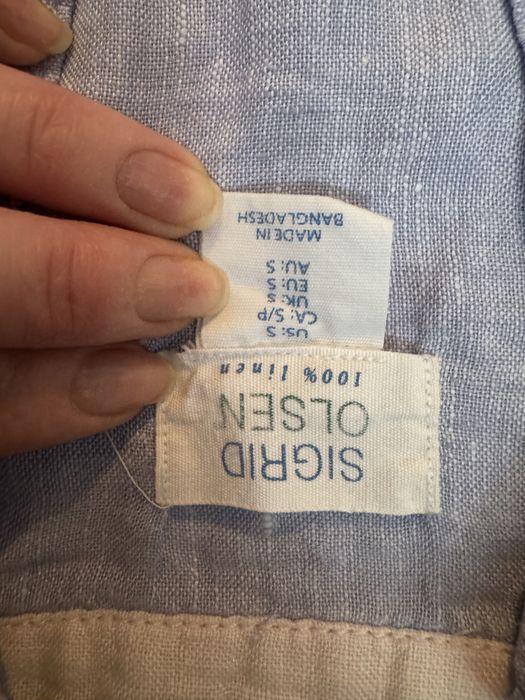 SIGRID
OLSEN
100% linen
US: S
CA: S/P
UK: S
EU: S
AU: S
MADE IN
BANGLADESH